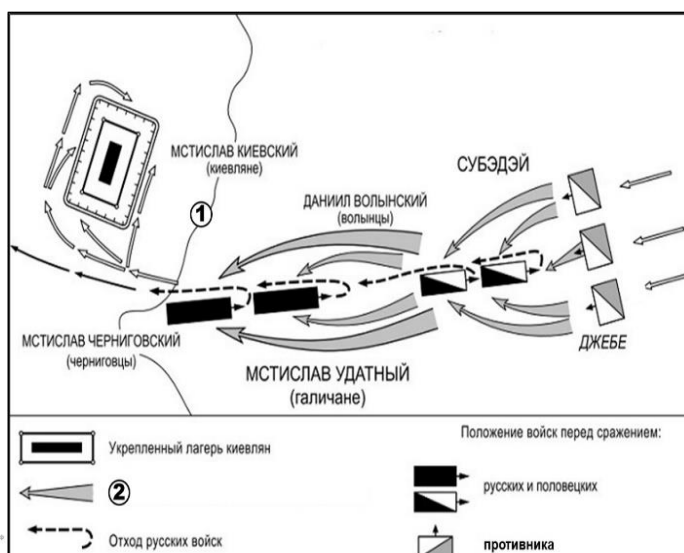 МСТИСЛАВ КИЕВСКИЙ
(киевляне)
СУБЭДЭЙ
1
ДАНИИЛ ВОЛЫНСКИЙ
(волынцы)
МСТИСЛАВ ЧЕРНИГОВСКИЙ
(черниговцы)
ДЖЕБЕ
МСТИСЛАВ УДАТНЫЙ
(галичане)
Укрепленный лагерь киевлян
2
Отход русских войск
Положение войск перед сражением:
русских и половецких
противника